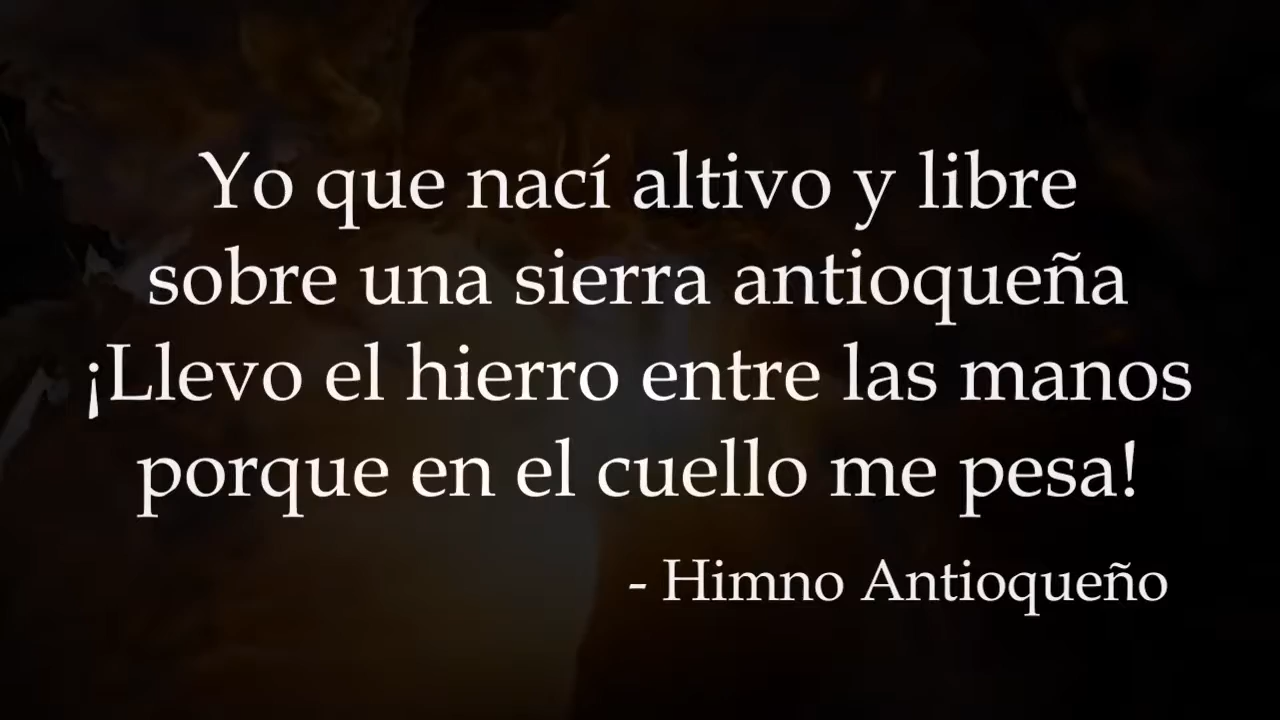 Yo que nací altivo y libre
sobre una sierra antioqueña
¡Llevo el hierro entre las manos
porque en el cuello me pesa!
- Himno Antioqueño